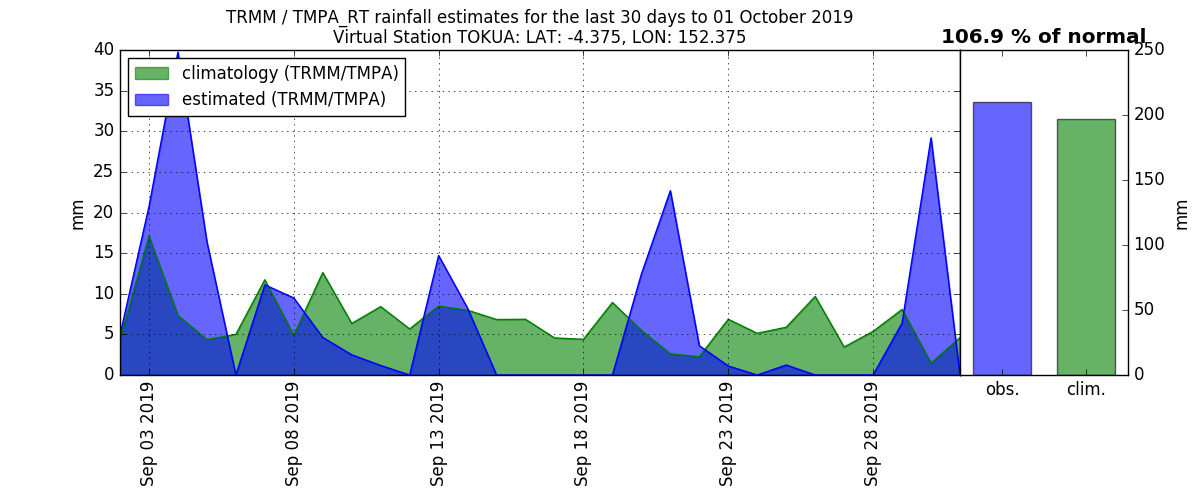 TRMM / TMPA_RT rainfall estimates for the last 30 days to 01 October 2019
Virtual Station TOKUA: LAT: -4.375, LON: 152.375
106.9 % of normal
climatology (TRMM/TMPA)
estimated (TRMM/TMPA)
40
35
30
25
20
15
10
5
0
mm
Sep 03 2019
Sep 08 2019
Sep 13 2019
Sep 18 2019
Sep 23 2019
Sep 28 2019
250
200
150
100
50
0
mm
obs.
clim.